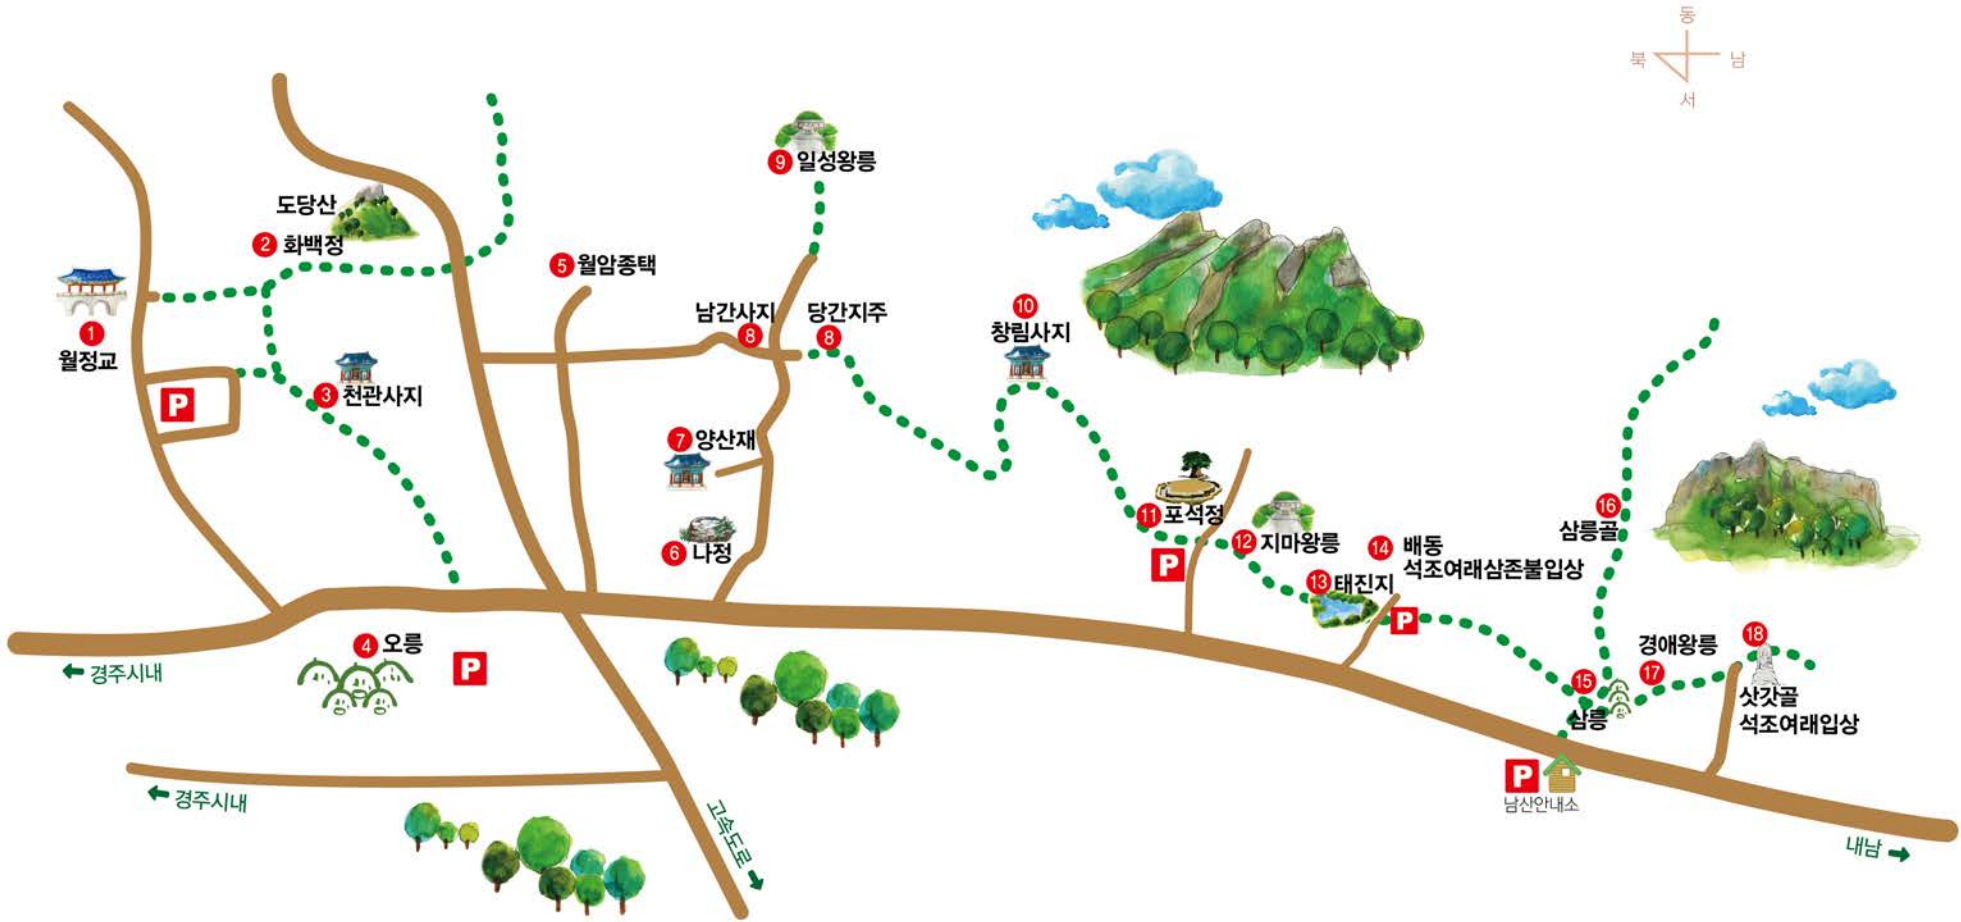 동
북 남
서
9 일성왕릉
도당산
2 화백정
5 월암종택
1
월정교
남간사지
8
당간지주
8
10
창림사지
P
3 천관사지
7 양산재
6 나정
11 포석정
P
12 지마왕릉
13 태진지
14 배동
석조여래삼존불입상
P
16
삼릉골
4 오릉
P
← 경주시내
15
삼릉
경애왕릉
17
18
삿갓골
석조여래입상
P
남산안내소
← 경주시내
고속도로 →
내남 →